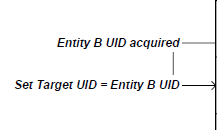 Entity B UID acquired
Set Target UID = Entity B UID